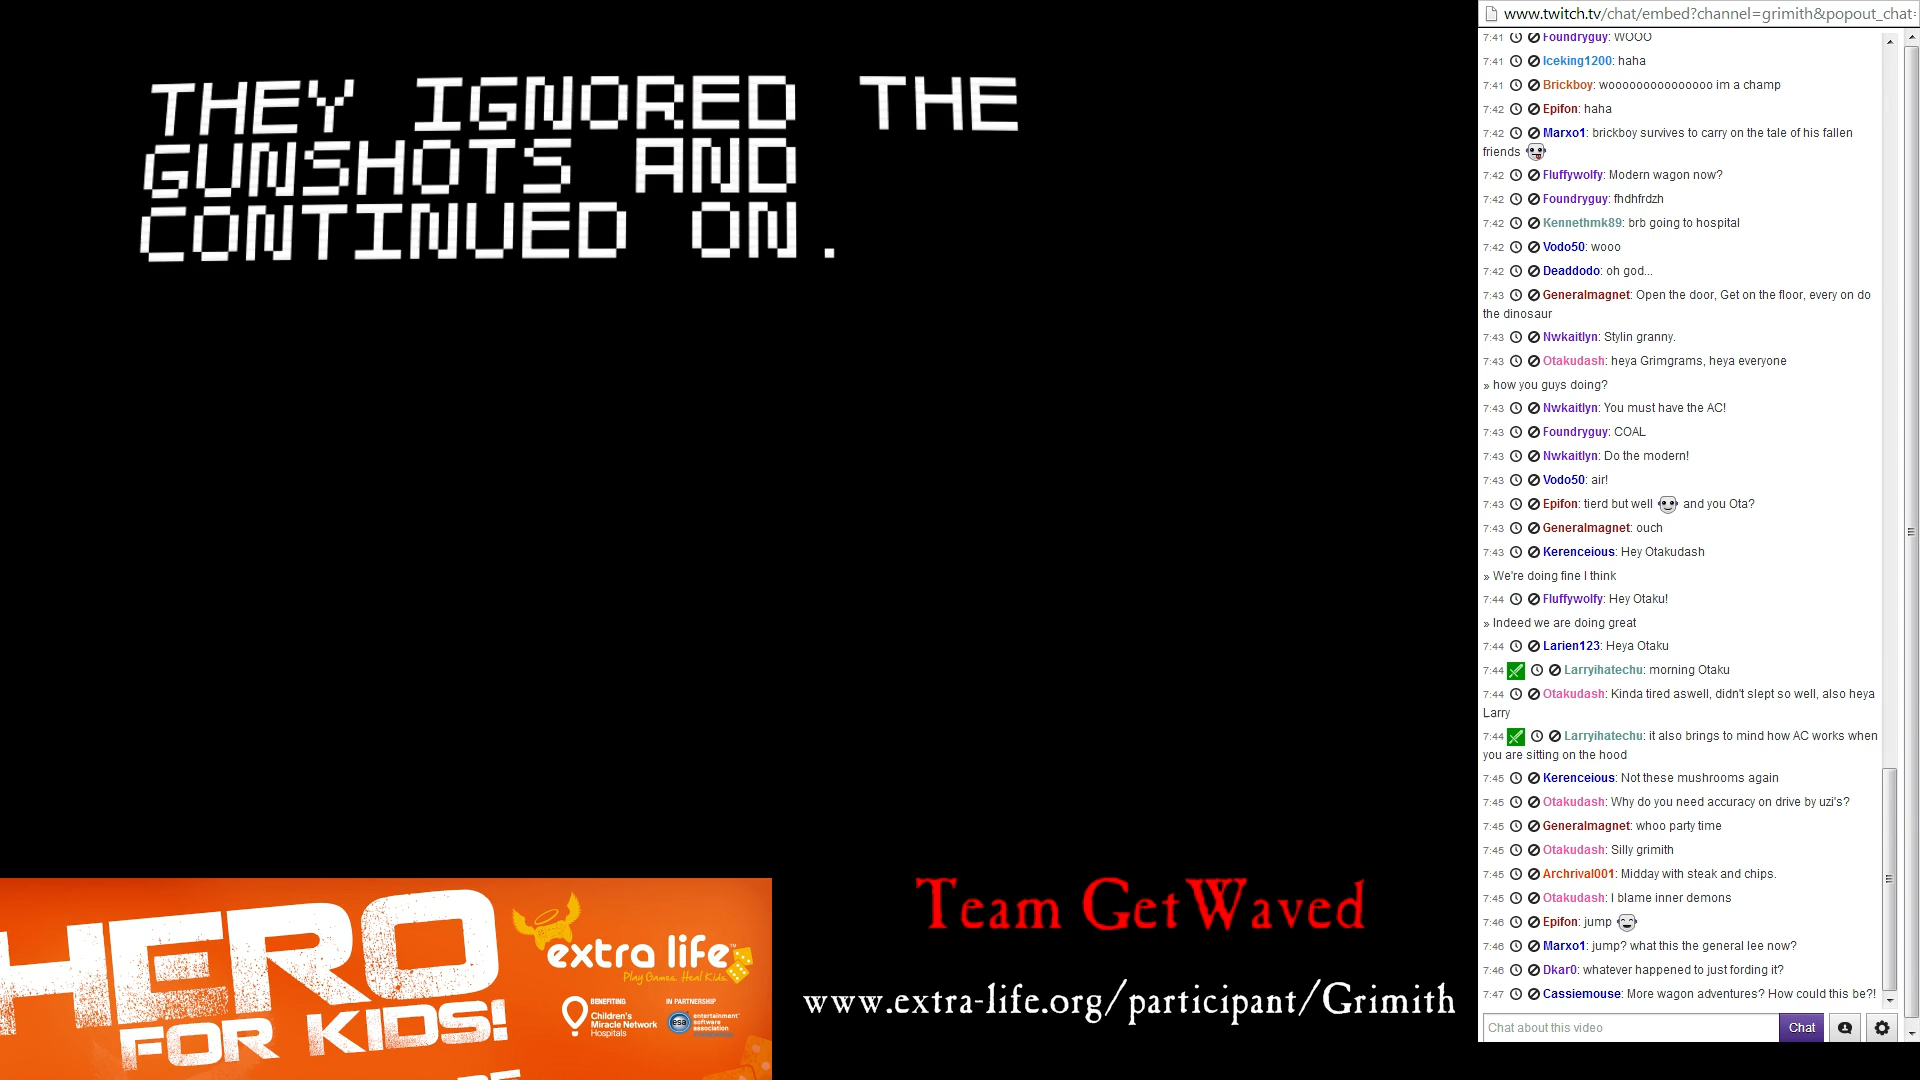 THEY IGNORED THE
GUNSHOTS AND
CONTINUED ON.
HERO
FOR KIDS!
extra life™
Play Games. Heal Kids.
BENEFITING
Children's
Miracle Network
Hospitals
IN PARTNERSHIP
esa
entertainment
software
association
Team GetWaved
www.extra-life.org/participant/Grimith
www.twitch.tv/chat/embed?channel=grimith&popout_chat=
7:41 Foundryguy: WOOO
7:41 Iceking1200: haha
7:41 Brickboy: wooooooooooooooo im a champ
7:42 Epifon: haha
7:42 Marxo1: brickboy survives to carry on the tale of his fallen
friends
7:42 Fluffywolfy: Modern wagon now?
7:42 Foundryguy: fhdhfrdzh
7:42 Kennethmk89: brb going to hospital
7:42 Vodo50: wooo
7:42 Deaddodo: oh god...
7:43 Generalmagnet: Open the door, Get on the floor, every on do
the dinosaur
7:43 Nwkaitlyn: Stylin granny.
7:43 Otakudash: heya Grimgrams, heya everyone
» how you guys doing?
7:43 Nwkaitlyn: You must have the AC!
7:43 Foundryguy: COAL
7:43 Nwkaitlyn: Do the modern!
7:43 Vodo50: air!
7:43 Epifon: tierd but well and you Ota?
7:43 Generalmagnet: ouch
7:43 Kerenceious: Hey Otakudash
» We're doing fine I think
7:44 Fluffywolfy: Hey Otaku!
» Indeed we are doing great
7:44 Larien123: Heya Otaku
7:44 Larryihatechu: morning Otaku
7:44 Otakudash: Kinda tired aswell, didn't slept so well, also heya
Larry
7:44 Larryihatechu: it also brings to mind how AC works when
you are sitting on the hood
7:45 Kerenceious: Not these mushrooms again
7:45 Otakudash: Why do you need accuracy on drive by uzi's?
7:45 Generalmagnet: whoo party time
7:45 Otakudash: Silly grimith
7:45 Archrival001: Midday with steak and chips.
7:45 Otakudash: I blame inner demons
7:46 Epifon: jump
7:46 Marxo1: jump? what this the general lee now?
7:46 Dkar0: whatever happened to just fording it?
7:47 Cassiemouse: More wagon adventures? How could this be?!
Chat about this video
Chat